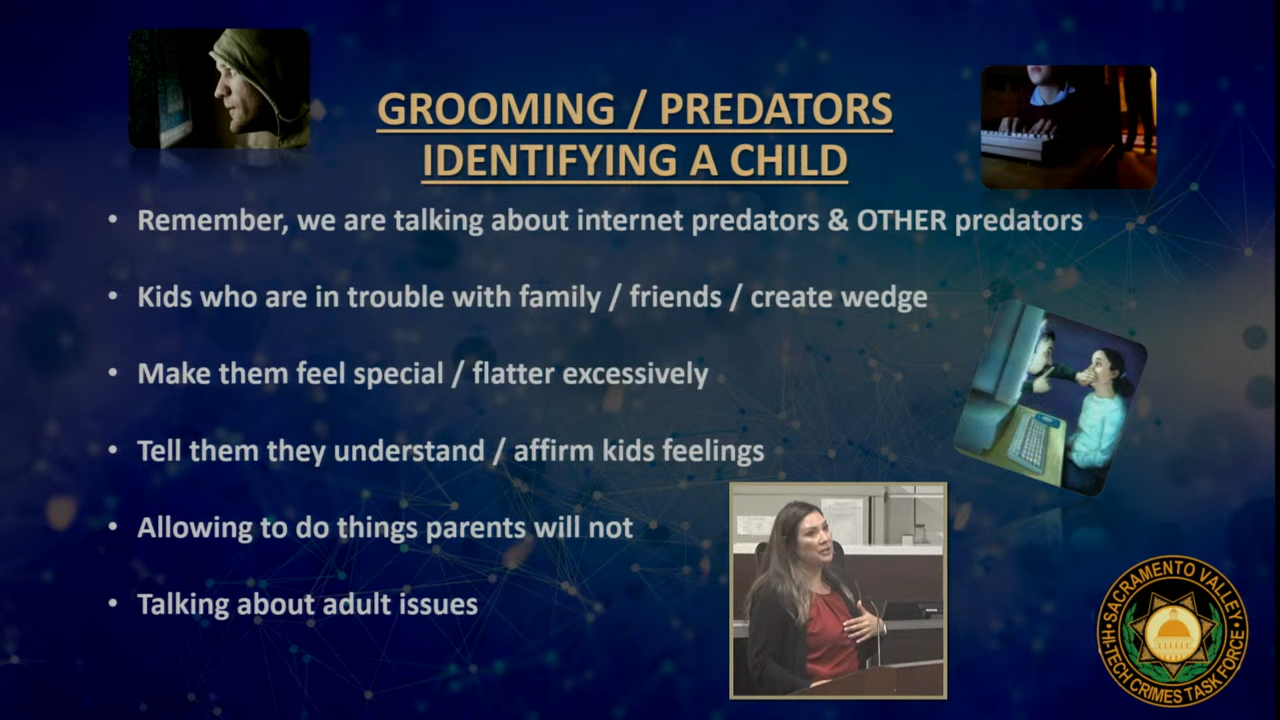 GROOMING / PREDATORS
IDENTIFYING A CHILD
• Remember, we are talking about internet predators & OTHER predators
• Kids who are in trouble with family / friends / create wedge
• Make them feel special / flatter excessively
• Tell them they understand / affirm kids feelings
• Allowing to do things parents will not
• Talking about adult issues
SACRAMENTO VALLEY
HI-TECH CRIMES TASK FORCE